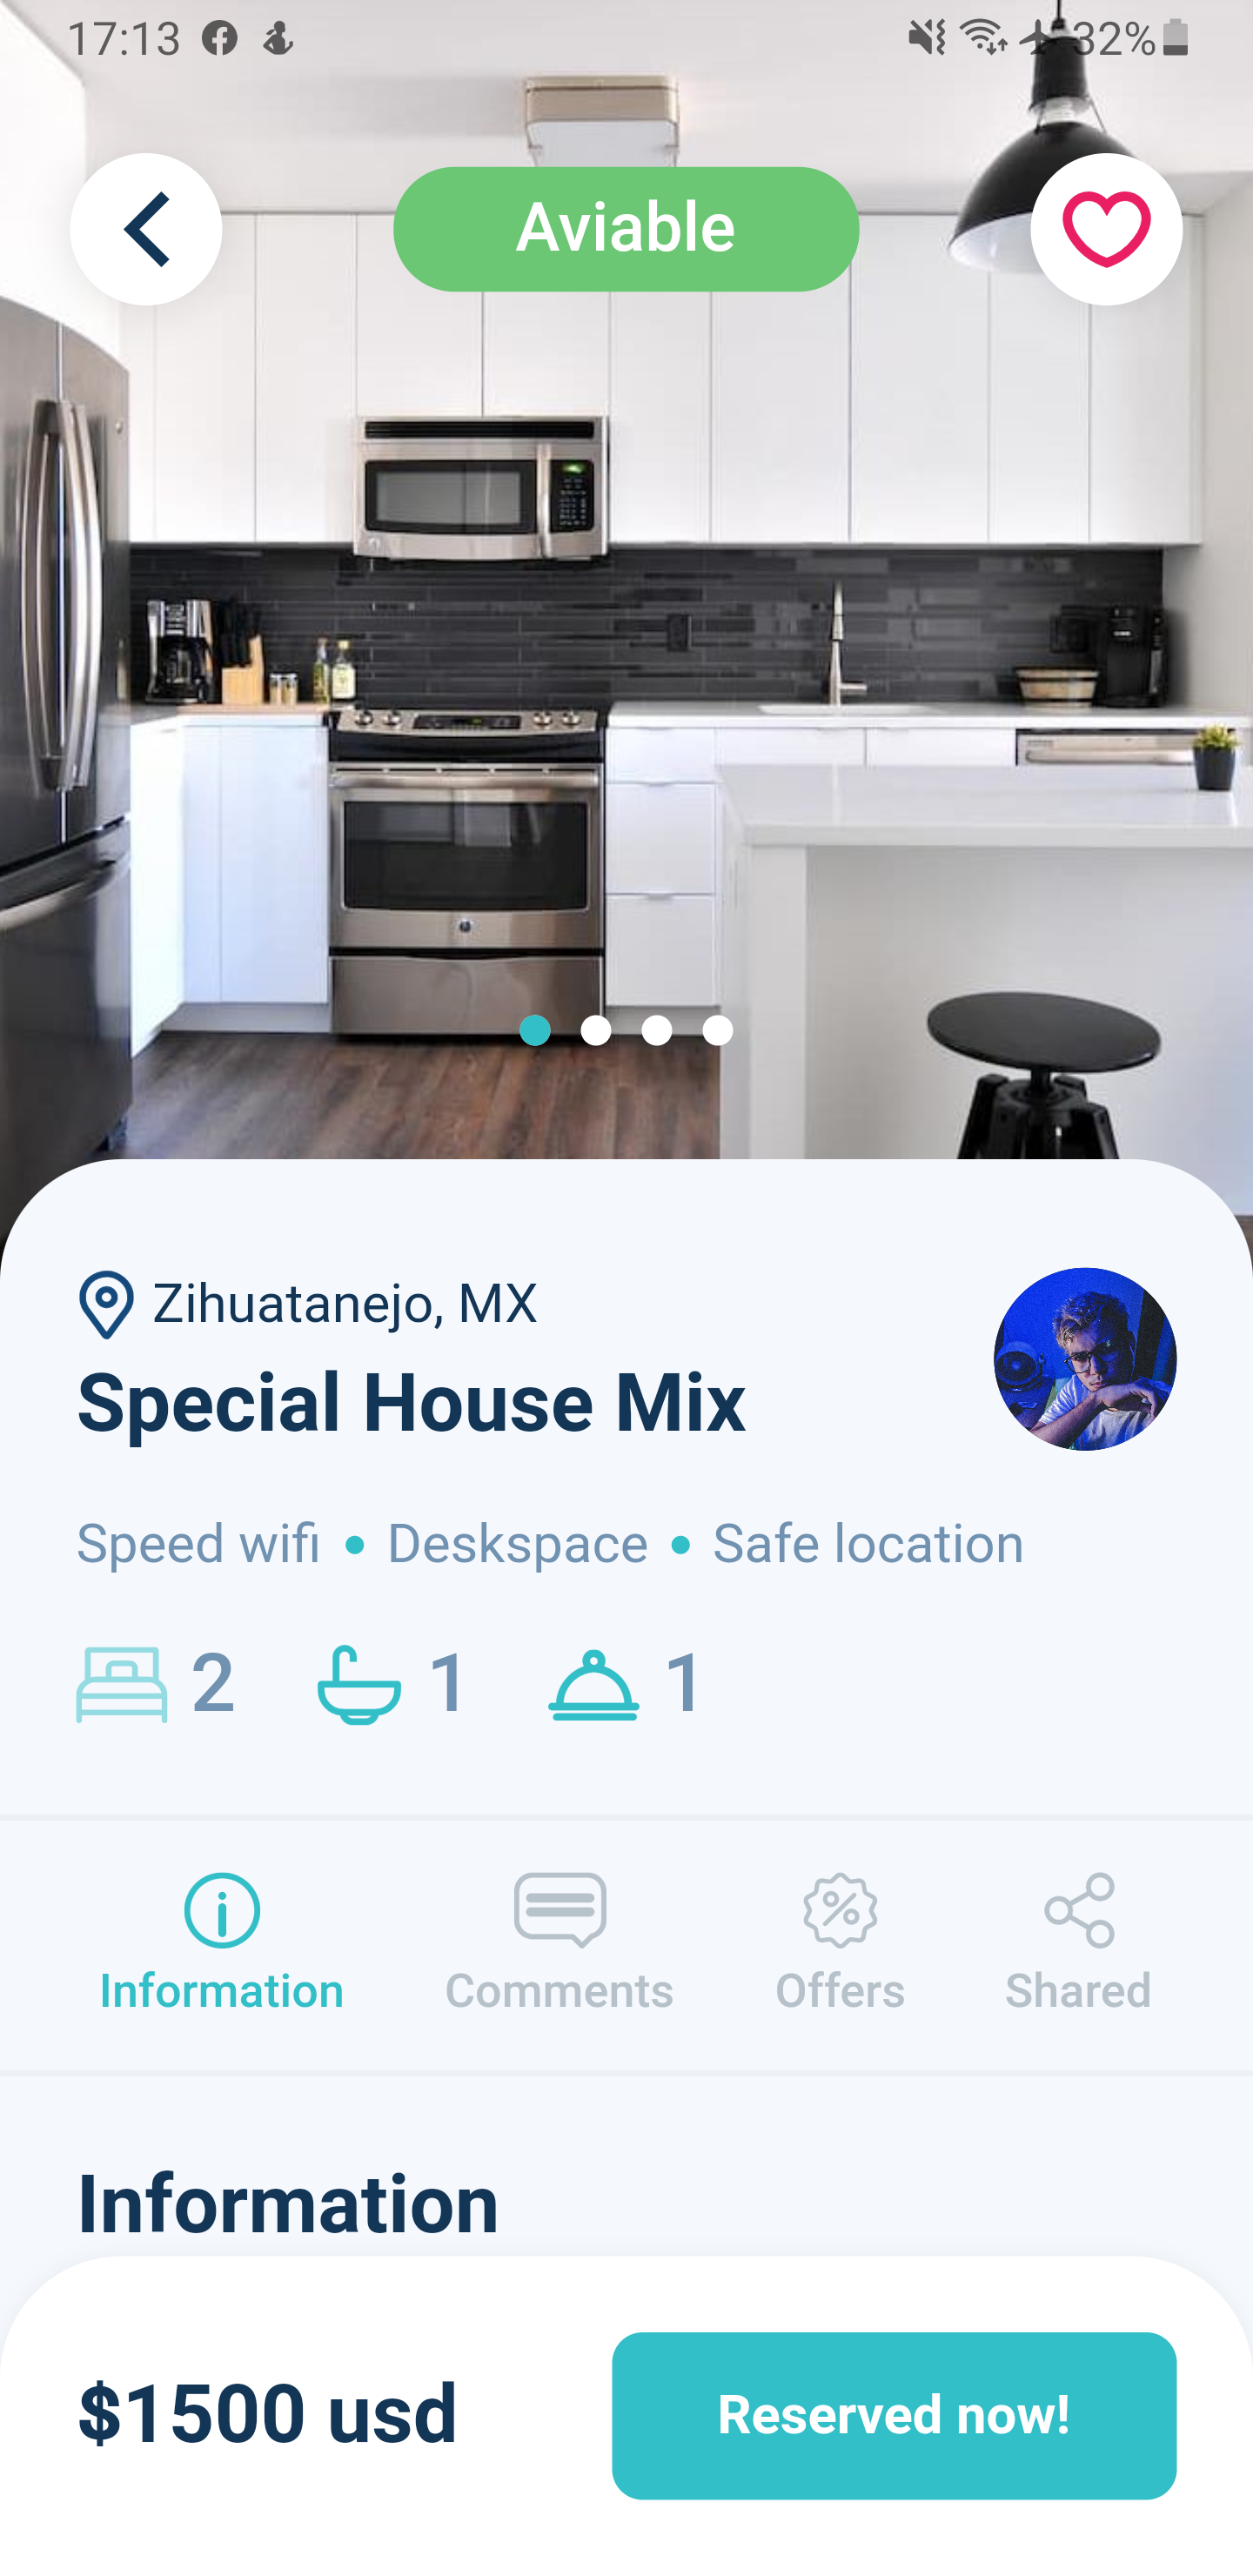 17:13 32%
Aviable
Zihuatanejo, MX
Special House Mix
Speed wifi • Deskspace • Safe location
2 1 1
Information Comments Offers Shared
Information
$1500 usd Reserved now!